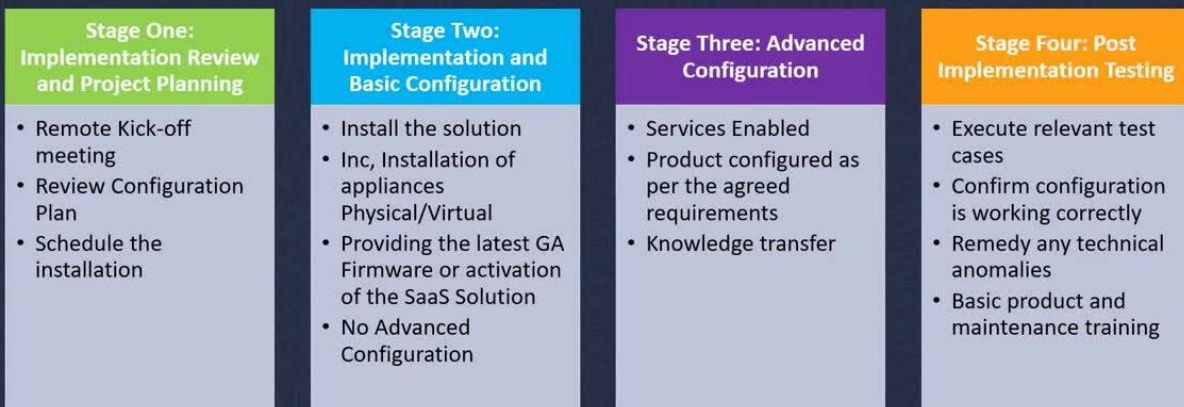 Stage One:
Implementation Review
and Project Planning
• Remote Kick-off
meeting
• Review Configuration
Plan
• Schedule the
installation
Stage Two:
Implementation and
Basic Configuration
• Install the solution
• Inc, Installation of
appliances
Physical/Virtual
• Providing the latest GA
Firmware or activation
of the SaaS Solution
• No Advanced
Configuration
Stage Three: Advanced
Configuration
• Services Enabled
• Product configured as
per the agreed
requirements
• Knowledge transfer
Stage Four: Post
Implementation Testing
• Execute relevant test
cases
• Confirm configuration
is working correctly
• Remedy any technical
anomalies
• Basic product and
maintenance training